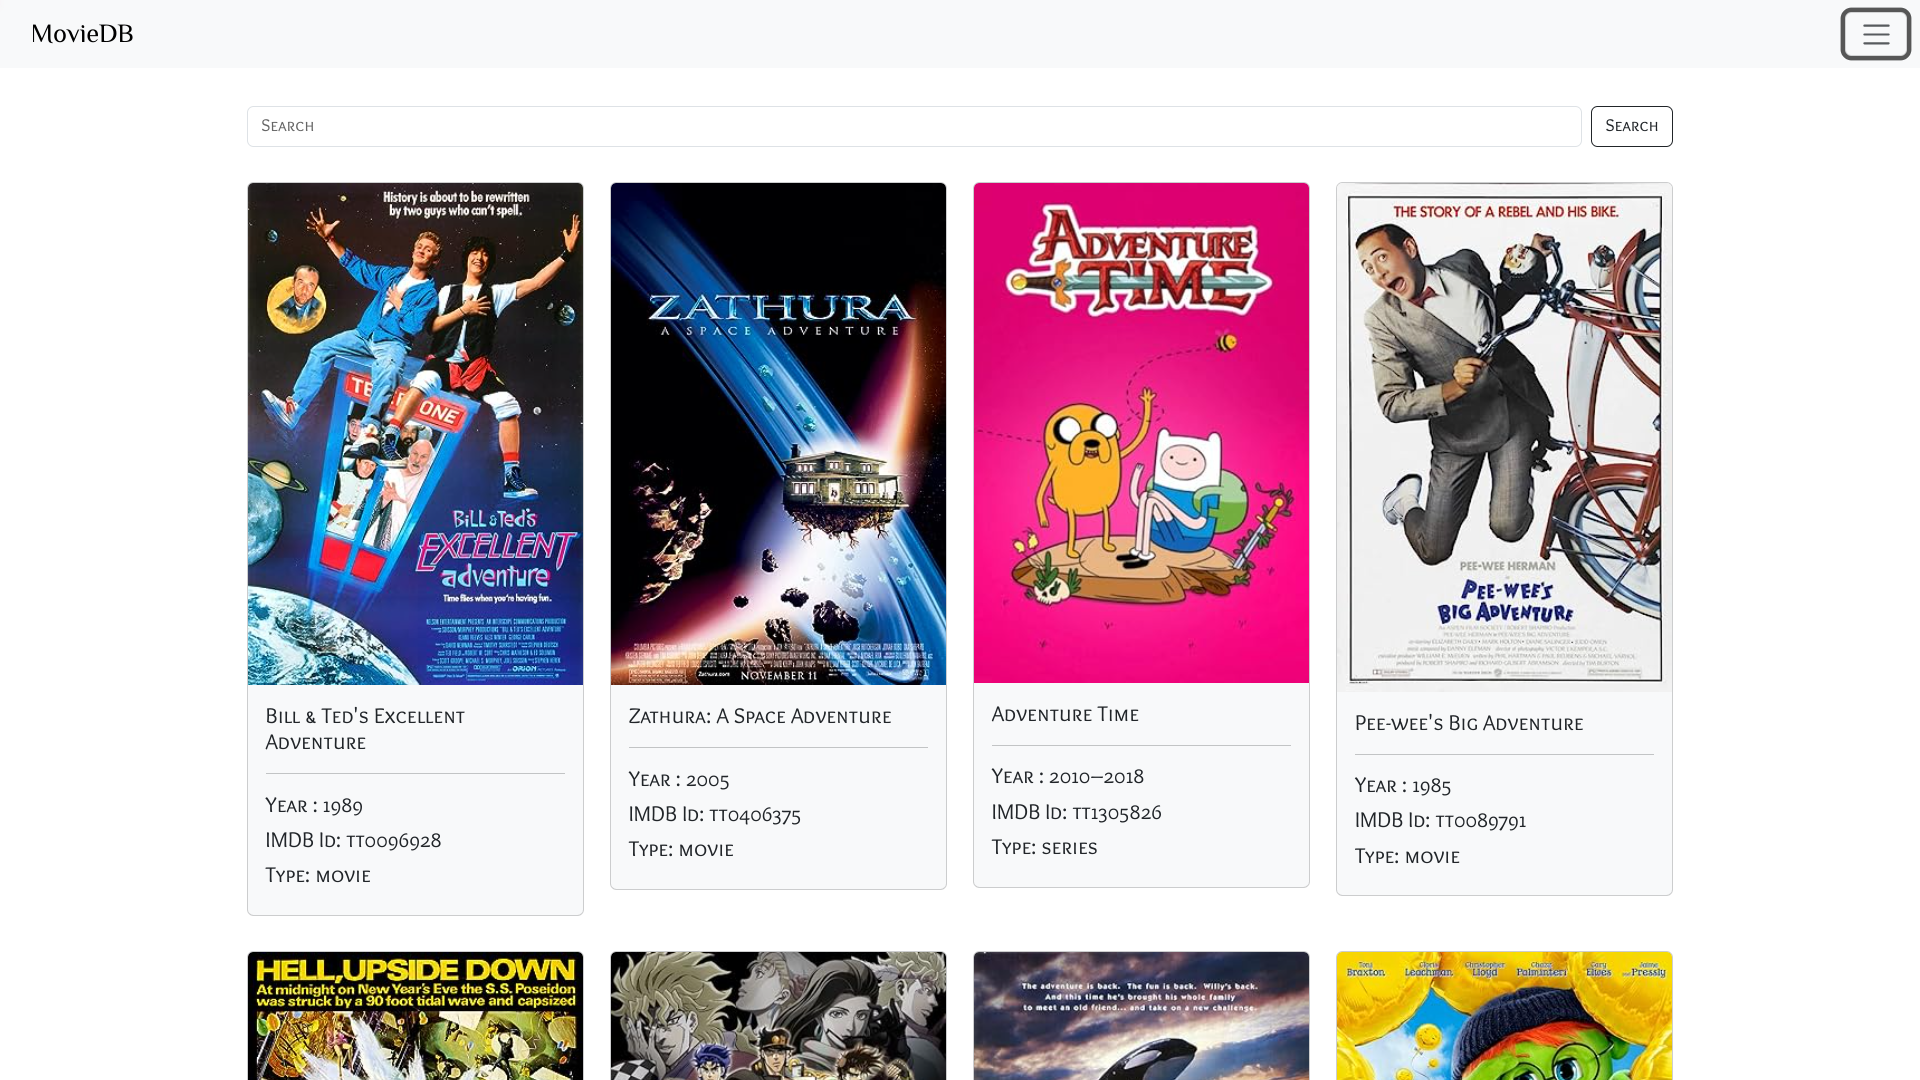 MovieDB
Search
Search
History is about to be rewritten
by two guys who can't spell.
TE
ONE
BiLL & Ted's
EXCELLENT
adventure
Time flies when you're having fun.
ORION
Bill & Ted's Excellent
Adventure
Year : 1989
IMDB Id: tt0096928
Type: movie
ZATHURA
A SPACE ADVENTURE
Zathura.com
NOVEMBER 11
Zathura: A Space Adventure
Year : 2005
IMDB Id: tt0406375
Type: movie
ADVENTURE
TIME
Adventure Time
Year : 2010–2018
IMDB Id: tt1305826
Type: series
THE STORY OF A REBEL AND HIS BIKE.
PEE-WEE HERMAN
PEE-WEE'S
BIG ADVENTURE
Pee-wee's Big Adventure
Year : 1985
IMDB Id: tt0089791
Type: movie
HELL, UPSIDE DOWN
At midnight on New Year's Eve the S.S. Poseidon
was struck by a 90 foot tidal wave and capsized
The adventure is back. The fun is back. Willy's back.
And this time he's brought his whole family
to meet an old friend... and take on a new challenge.
Toni Braxton
Cloris Leachman
Christopher Lloyd
Chazz Palminteri
Cary Elwes
and Jaime Pressly